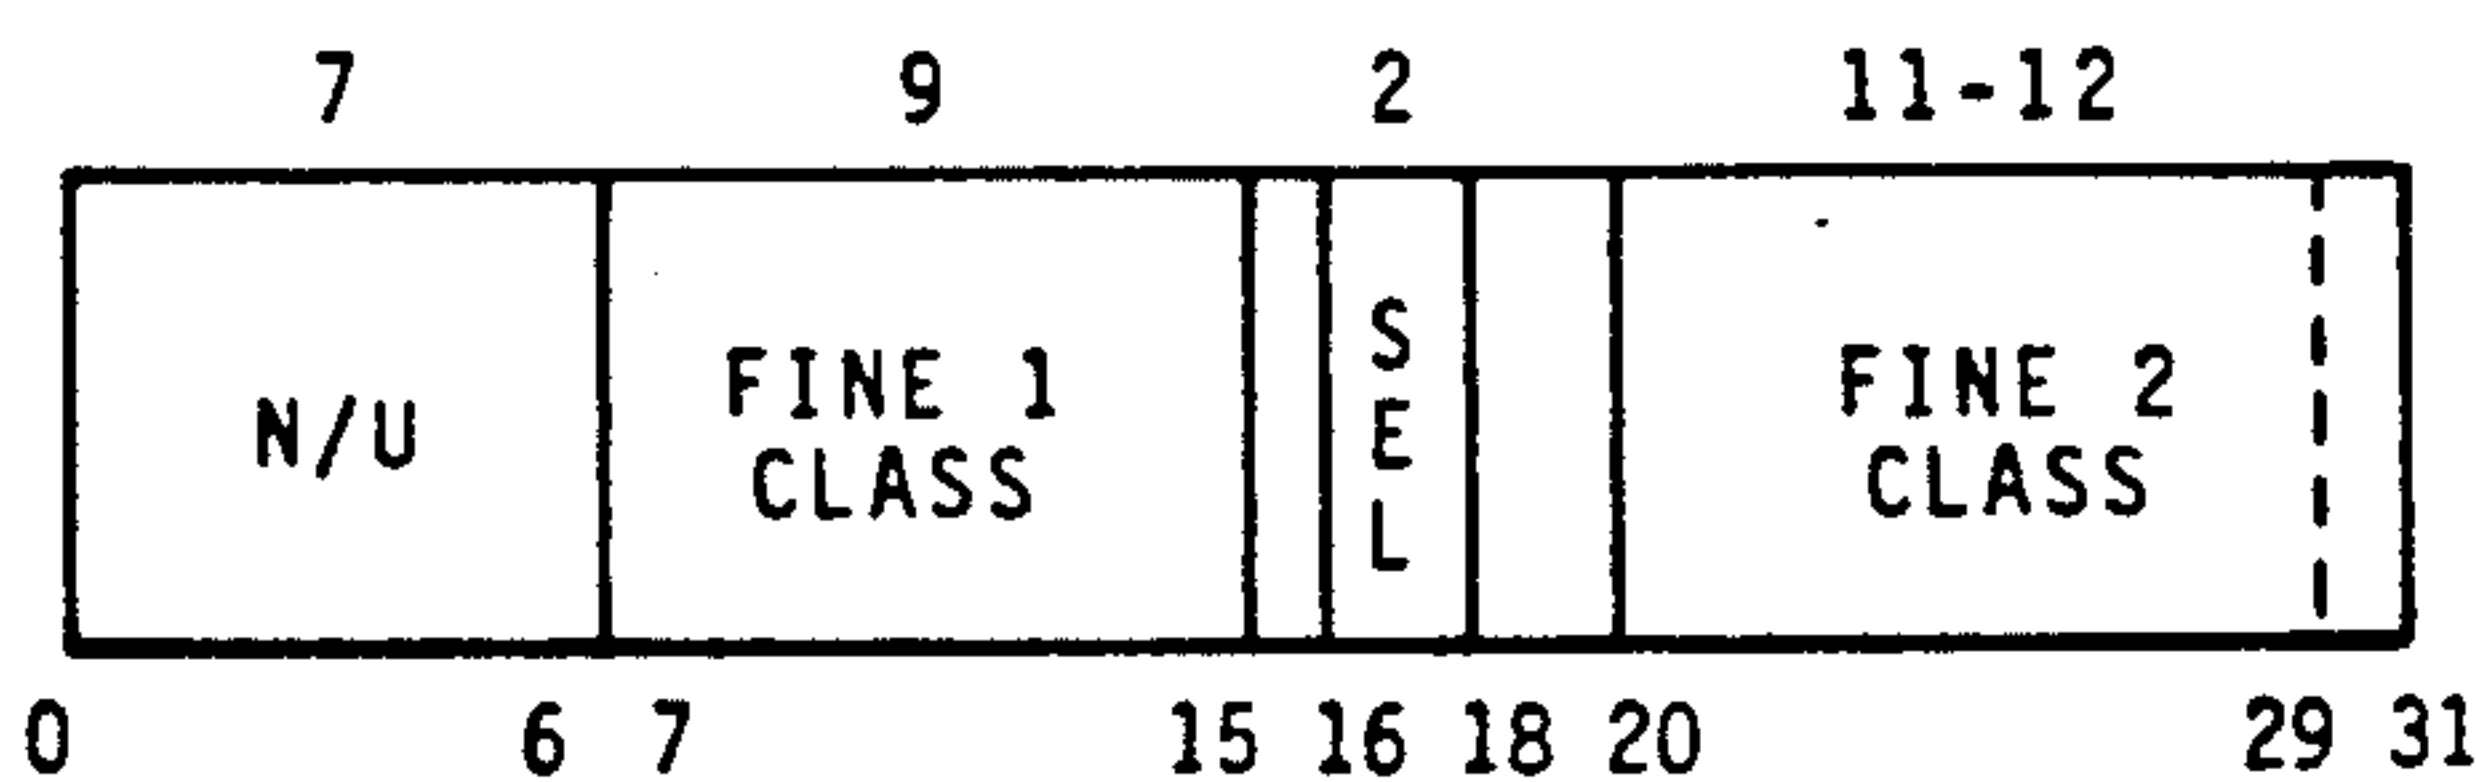 7 9 2 11-12
N/U
FINE 1
CLASS
SEL
FINE 2
CLASS
0 6 7 15 16 18 20 29 31